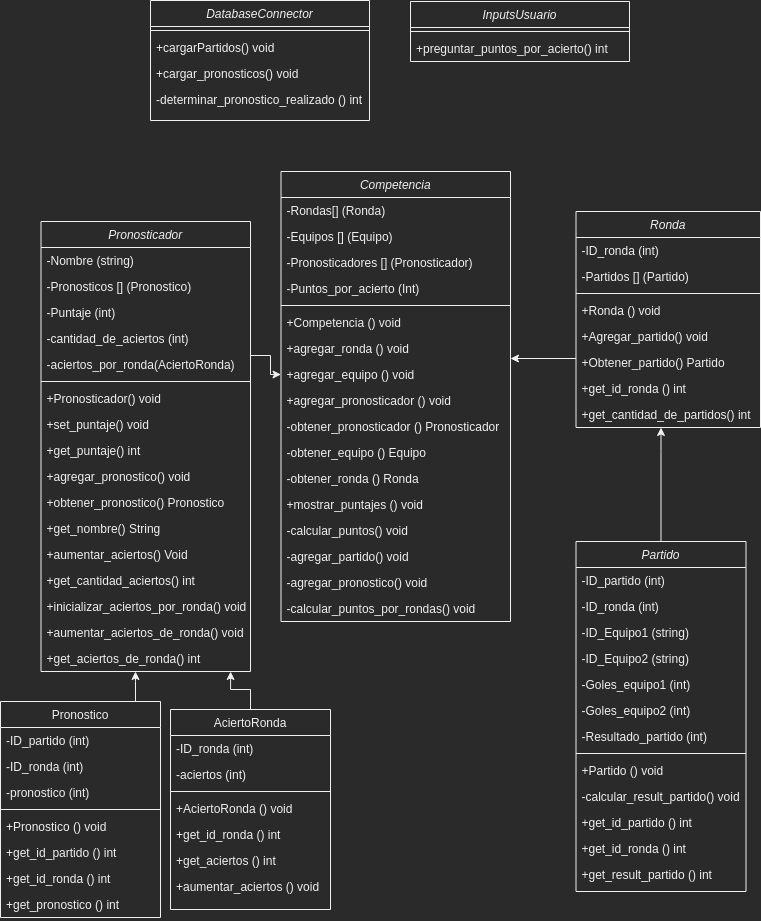 DatabaseConnector
+cargarPartidos() void
+cargar_pronosticos() void
-determinar_pronostico_realizado () int
InputsUsuario
+preguntar_puntos_por_acierto() int
Competencia
-Rondas[] (Ronda)
-Equipos [] (Equipo)
-Pronosticadores [] (Pronosticador)
-Puntos_por_acierto (Int)
+Competencia () void
+agregar_ronda () void
+agregar_equipo () void
+agregar_pronosticador () void
-obtener_pronosticador () Pronosticador
-obtener_equipo () Equipo
-obtener_ronda () Ronda
+mostrar_puntajes () void
-calcular_puntos() void
-agregar_partido() void
-agregar_pronostico() void
-calcular_puntos_por_rondas() void
Pronosticador
-Nombre (string)
-Pronosticos [] (Pronostico)
-Puntaje (int)
-cantidad_de_aciertos (int)
-aciertos_por_ronda(AciertoRonda)
+Pronosticador() void
+set_puntaje() void
+get_puntaje() int
+agregar_pronostico() void
+obtener_pronostico() Pronostico
+get_nombre() String
+aumentar_aciertos() Void
+get_cantidad_aciertos() int
+inicializar_aciertos_por_ronda() void
+aumentar_aciertos_de_ronda() void
+get_aciertos_de_ronda() int
Ronda
-ID_ronda (int)
-Partidos [] (Partido)
+Ronda () void
+Agregar_partido() void
+Obtener_partido() Partido
+get_id_ronda () int
+get_cantidad_de_partidos() int
Partido
-ID_partido (int)
-ID_ronda (int)
-ID_Equipo1 (string)
-ID_Equipo2 (string)
-Goles_equipo1 (int)
-Goles_equipo2 (int)
-Resultado_partido (int)
+Partido () void
-calcular_result_partido() void
+get_id_partido () int
+get_id_ronda () int
+get_result_partido () int
Pronostico
-ID_partido (int)
-ID_ronda (int)
-pronostico (int)
+Pronostico () void
+get_id_partido () int
+get_id_ronda () int
+get_pronostico () int
AciertoRonda
-ID_ronda (int)
-aciertos (int)
+AciertoRonda () void
+get_id_ronda () int
+get_aciertos () int
+aumentar_aciertos () void